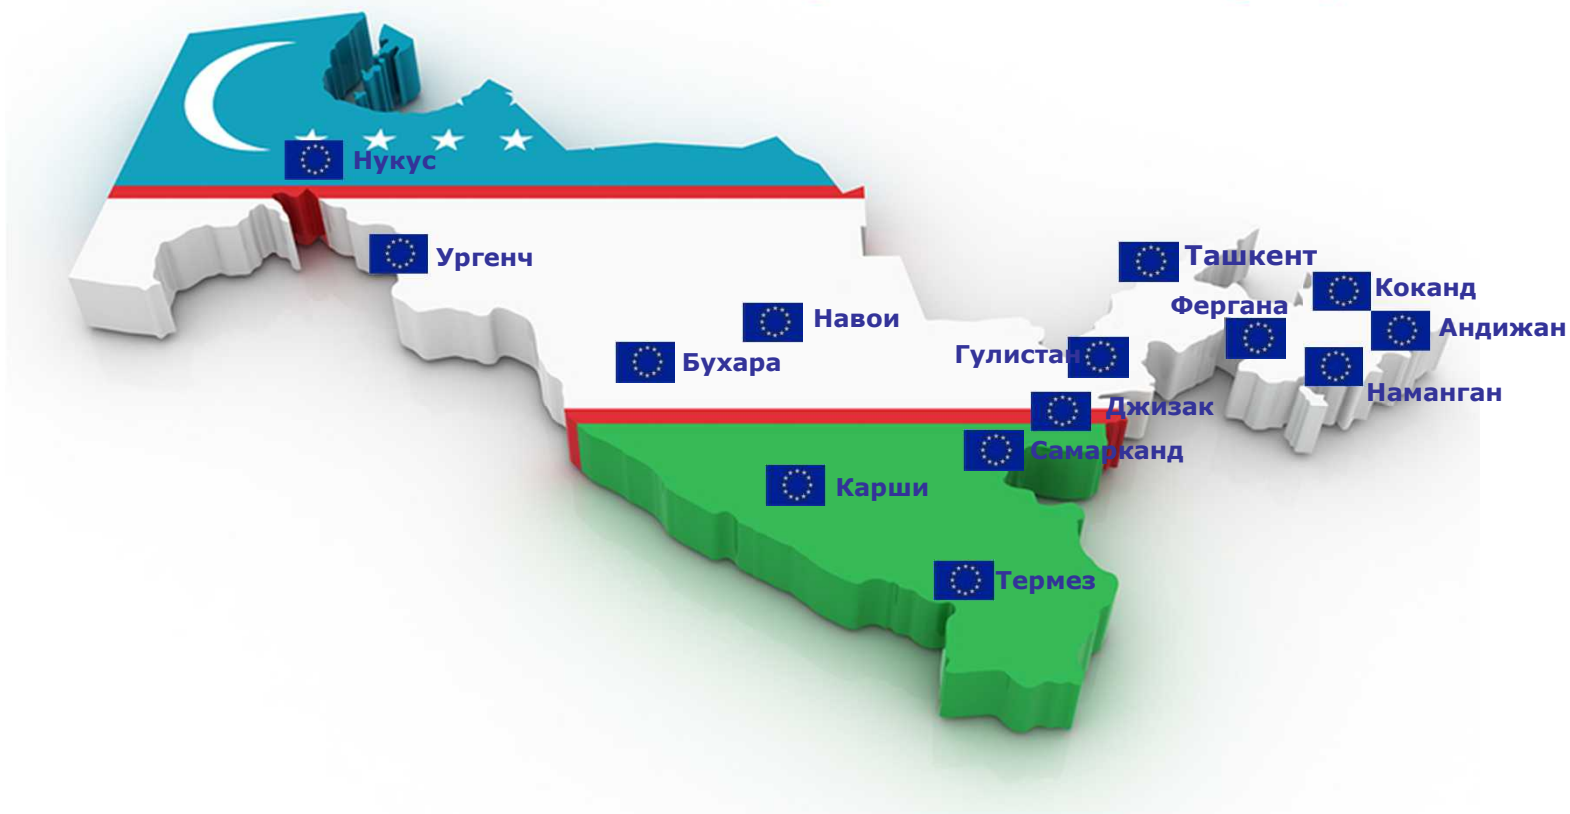 Нукус
Ургенч
Ташкент
Коканд
Фергана
Навои
Андижан
Гулистан
Бухара
Наманган
Джизак
Самарканд
Карши
Термез